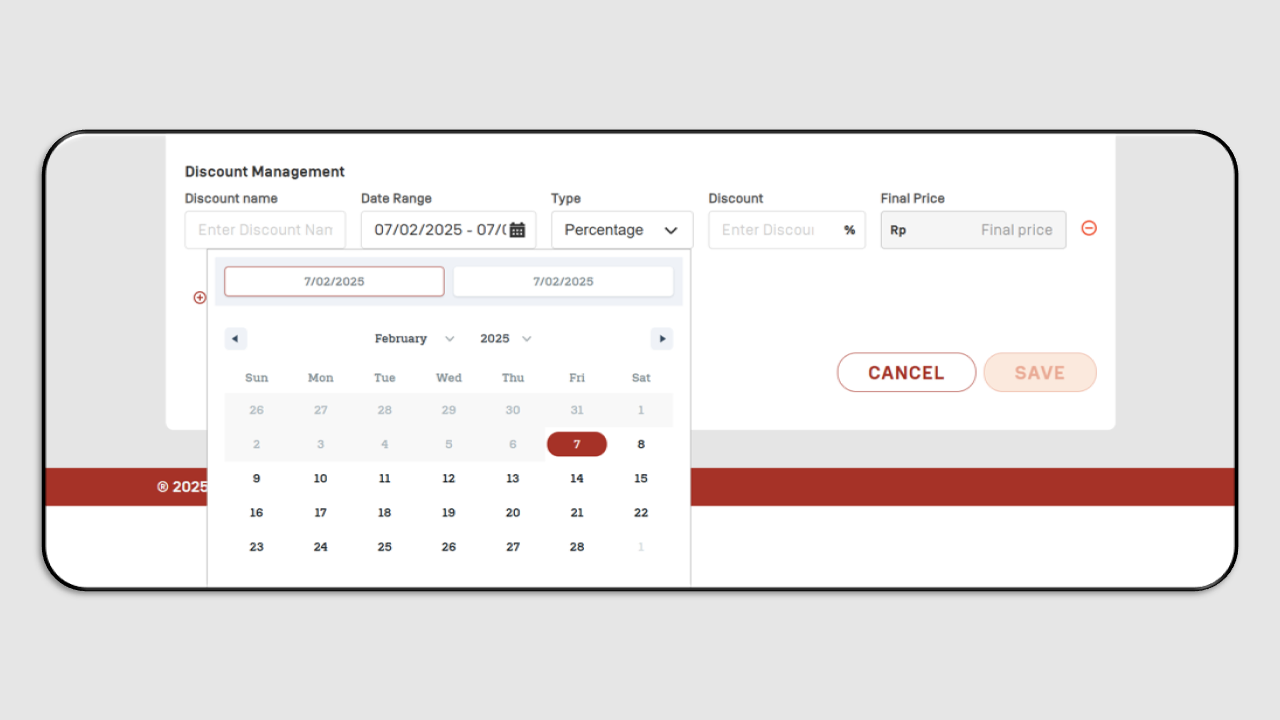 Discount Management
Discount name Date Range Type Discount Final Price
Enter Discount Nan 07/02/2025 - 07/0 Percentage Enter Discoui % Rp Final price
7/02/2025 7/02/2025
February 2025
CANCEL SAVE
Sun Mon Tue Wed Thu Fri Sat
26 27 28 29 30 31 1
2 3 4 5 6 7 8
9 10 11 12 13 14 15
® 2025
16 17 18 19 20 21 22
23 24 25 26 27 28 1